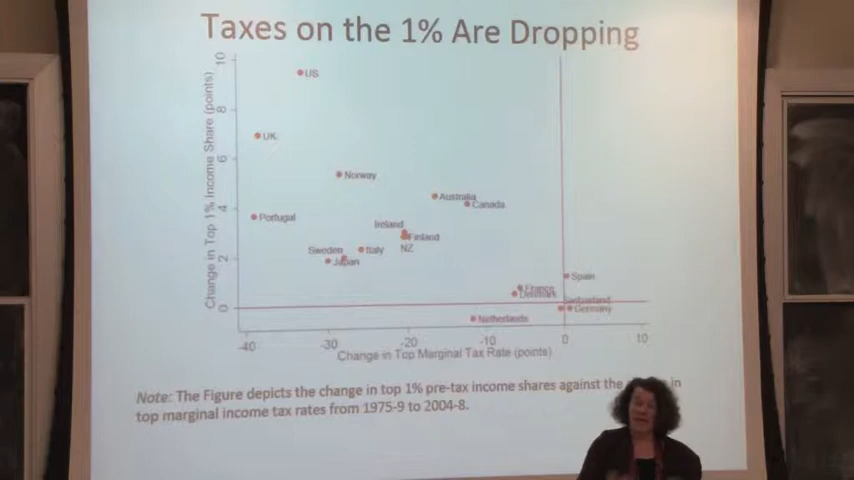 Taxes on the 1% Are Dropping
Change in Top 1% Income Share (points)
10
8
6
4
2
0
US
UK
Norway
Australia
Canada
Portugal
Ireland
Finland
NZ
Sweden
Italy
Japan
Spain
France
Denmark
Switzerland
Germany
Netherlands
-40
-30
-20
-10
0
10
Change in Top Marginal Tax Rate (points)
Note: The Figure depicts the change in top 1% pre-tax income shares against the in
top marginal income tax rates from 1975-9 to 2004-8.